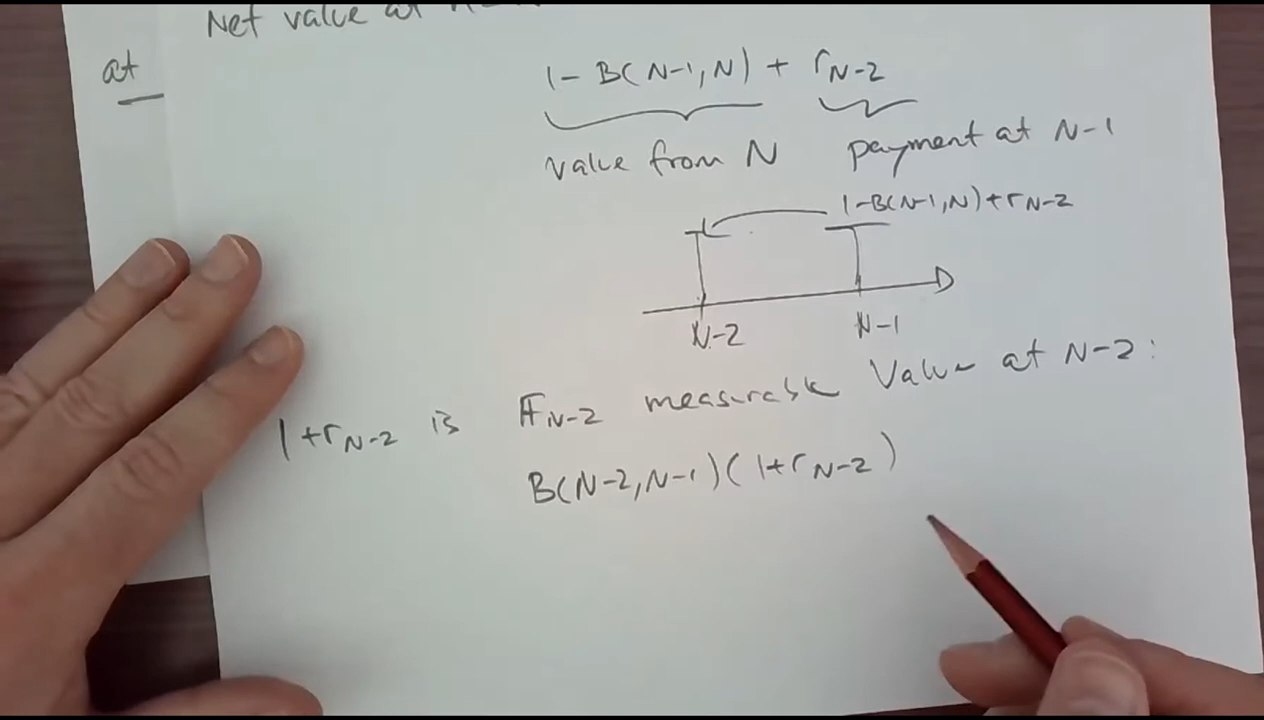 Net value at
at
1 - B(N-1, N) + r_{N-2}
value from N payment at N-1
1-B(N-1,N)+r_{N-2}
N-2 N-1
1+r_{N-2} is F_{N-2} measurable Value at N-2:
B(N-2,N-1)(1+r_{N-2})